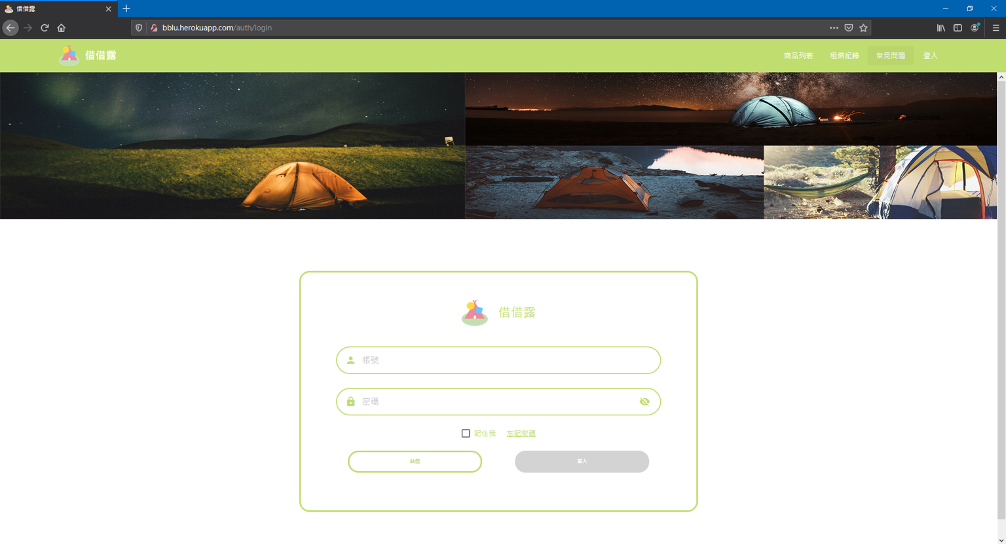 借借露
bblu.herokuapp.com/auth/login
借借露
商品列表 租借紀錄 常見問題 登入
借借露
帳號
密碼
記住我 忘記密碼
註冊 登入